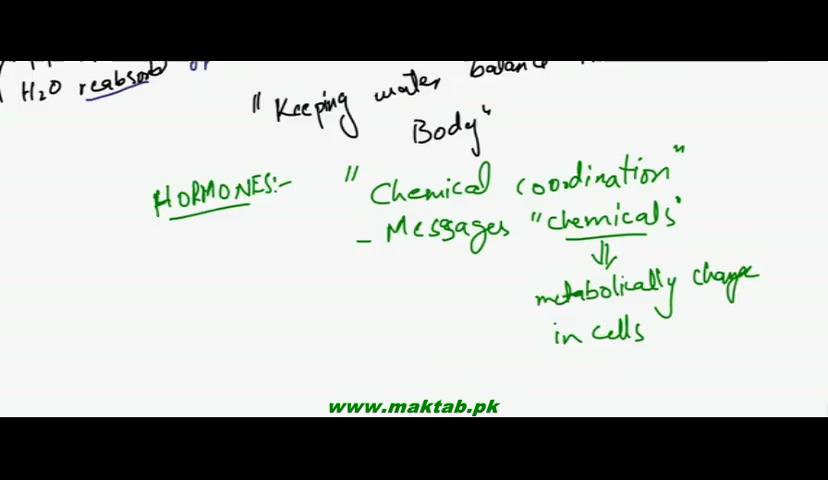 H₂O reabsorb
"Keeping water balance
Body"
HORMONES:- "Chemical coordination"
- Messages "chemicals"
⇓
metabolically change
in cells
www.maktab.pk